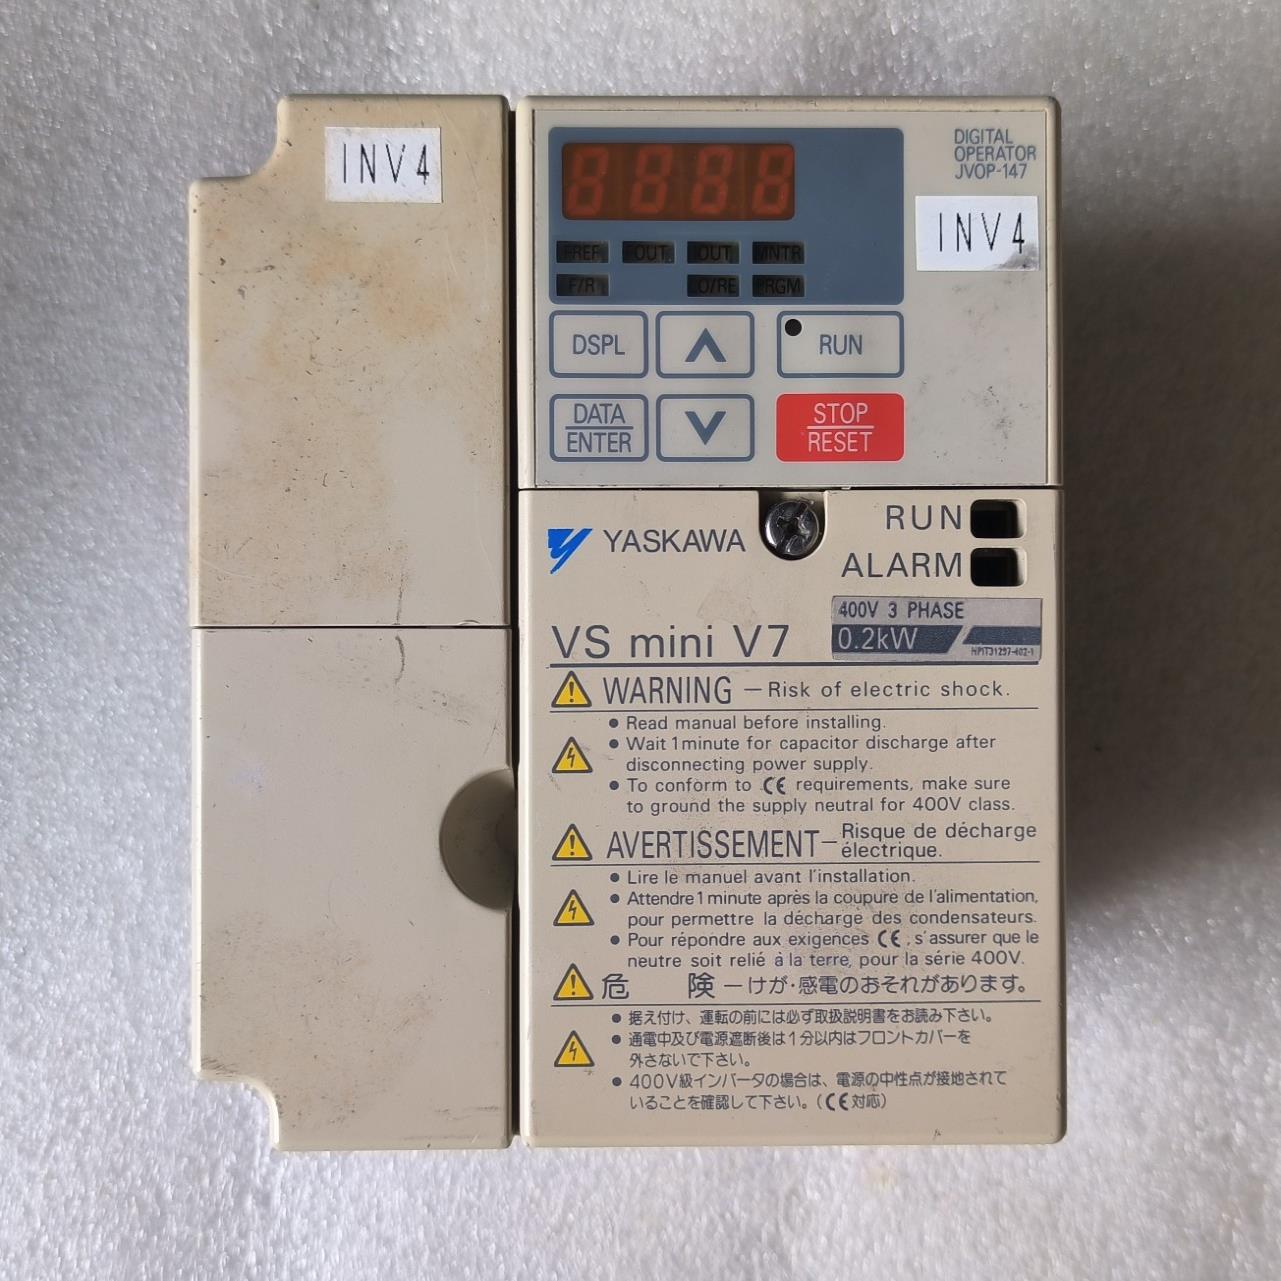 INV4
8888
DIGITAL
OPERATOR
JVOP-147
INV4
FREF FOUT IOUT MNTR
F/R LO/RE PRGM
DSPL
RUN
DATA
ENTER
STOP
RESET
YASKAWA
RUN
ALARM
VS mini V7
400V 3 PHASE
0.2kW
WARNING — Risk of electric shock.
● Read manual before installing.
● Wait 1 minute for capacitor discharge after
disconnecting power supply.
● To conform to CE requirements, make sure
to ground the supply neutral for 400V class.
AVERTISSEMENT — Risque de décharge
électrique.
● Lire le manuel avant l'installation.
● Attendre 1 minute après la coupure de l'alimentation,
pour permettre la décharge des condensateurs.
● Pour répondre aux exigences CE, s'assurer que le
neutre soit relié à la terre, pour la série 400V.
危 険 — けが・感電のおそれがあります。
● 据え付け、運転の前には必ず取扱説明書をお読み下さい。
● 通電中及び電源遮断後は1分以内はフロントカバーを
外さないで下さい。
● 400V級インバータの場合は、電源の中性点が接地されて
いることを確認して下さい。(CE対応)